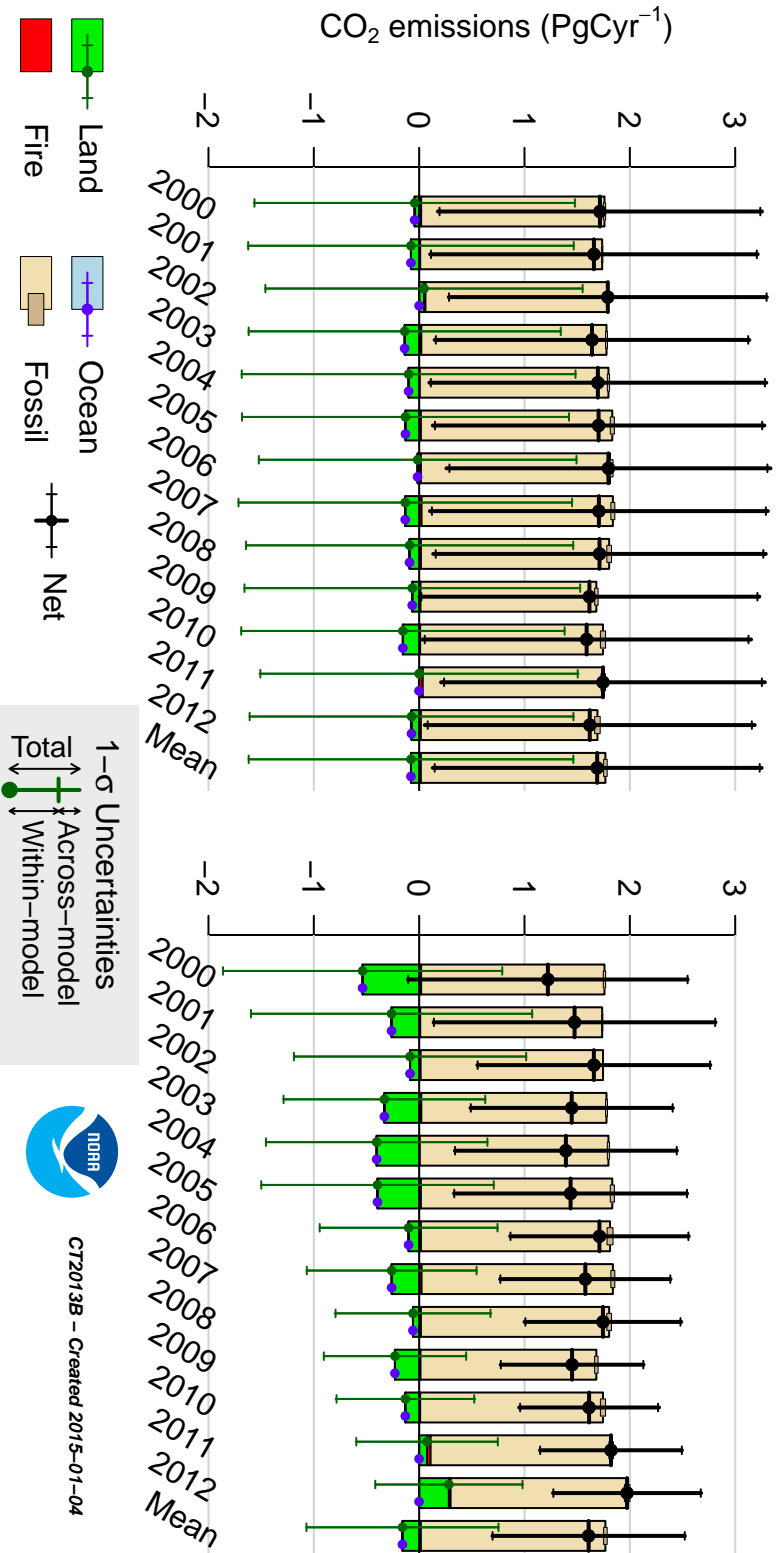 CO₂ emissions (PgCyr⁻¹)
−2 −1 0 1 2 3
2000 2001 2002 2003 2004 2005 2006 2007 2008 2009 2010 2011 2012 Mean
−2 −1 0 1 2 3
2000 2001 2002 2003 2004 2005 2006 2007 2008 2009 2010 2011 2012 Mean
Land
Ocean
Fire
Fossil
Net
1−σ Uncertainties
Total
Across−model
Within−model
NOAA
CT2013B − Created 2015−01−04